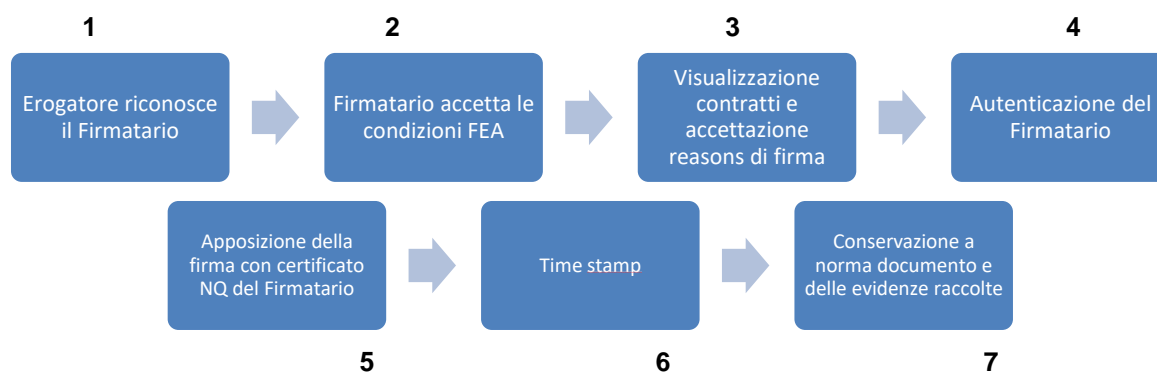 1
2
3
4
Erogatore riconosce
il Firmatario
Firmatario accetta le
condizioni FEA
Visualizzazione
contratti e
accettazione
reasons di firma
Autenticazione del
Firmatario
Apposizione della
firma con certificato
NQ del Firmatario
Time stamp
Conservazione a
norma documento e
delle evidenze raccolte
5
6
7